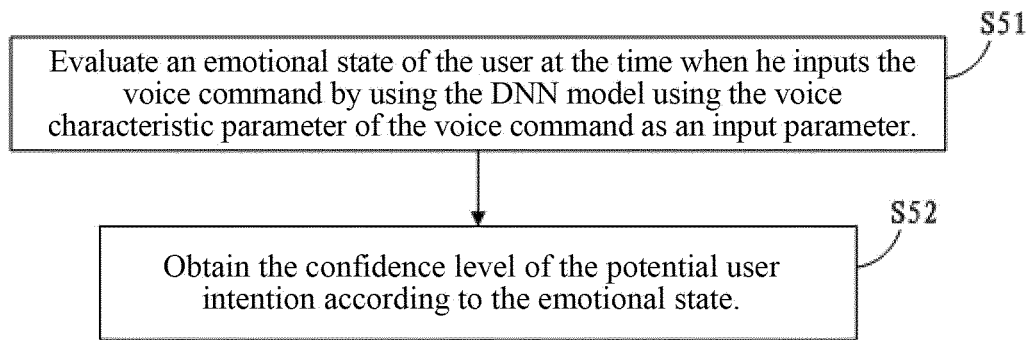 S51
Evaluate an emotional state of the user at the time when he inputs the
voice command by using the DNN model using the voice
characteristic parameter of the voice command as an input parameter.
S52
Obtain the confidence level of the potential user
intention according to the emotional state.